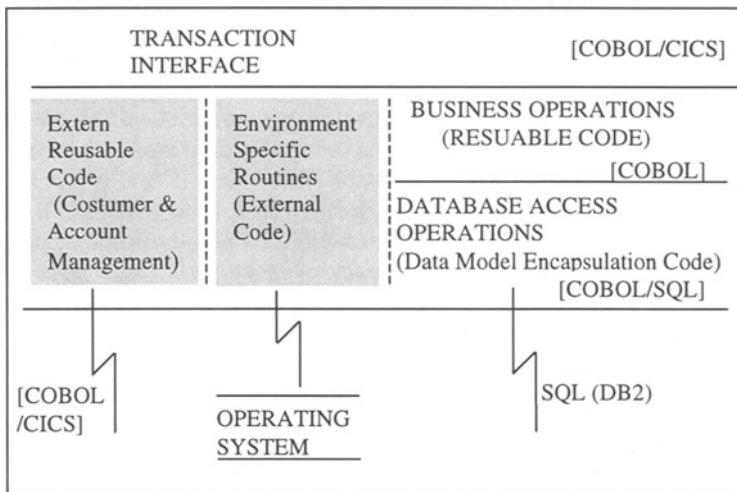 TRANSACTION
INTERFACE
[COBOL/CICS]
Extern
Reusable
Code
(Costumer &
Account
Management)
Environment
Specific
Routines
(External
Code)
BUSINESS OPERATIONS
(RESUABLE CODE)
[COBOL]
DATABASE ACCESS
OPERATIONS
(Data Model Encapsulation Code)
[COBOL/SQL]
[COBOL
/CICS]
OPERATING
SYSTEM
SQL (DB2)